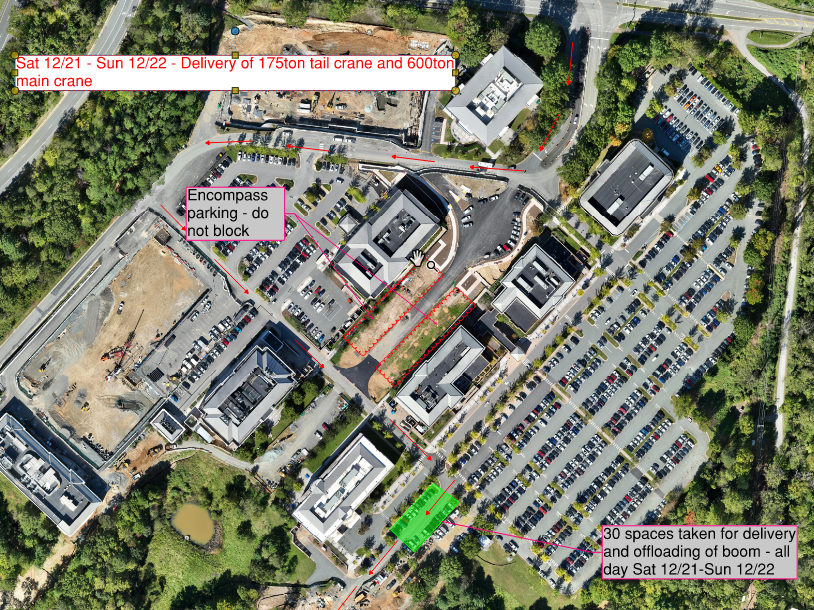 Sat 12/21 - Sun 12/22 - Delivery of 175ton tail crane and 600ton
main crane
Encompass
parking - do
not block
30 spaces taken for delivery
and offloading of boom - all
day Sat 12/21-Sun 12/22